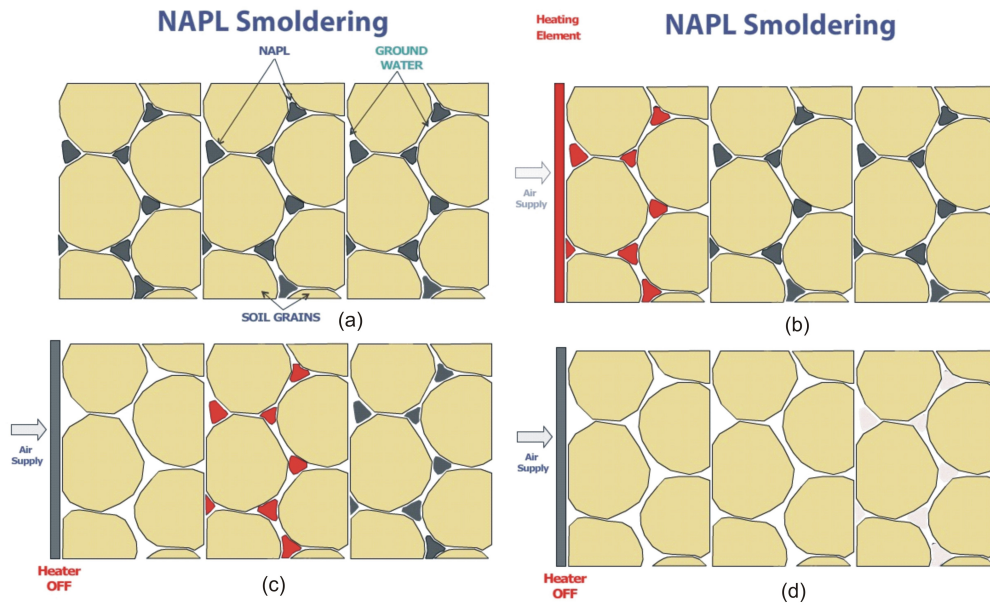 NAPL Smoldering
NAPL
GROUND
WATER
SOIL GRAINS
(a)
Heating
Element
NAPL Smoldering
Air
Supply
(b)
Air
Supply
Heater
OFF
(c)
Air
Supply
Heater
OFF
(d)